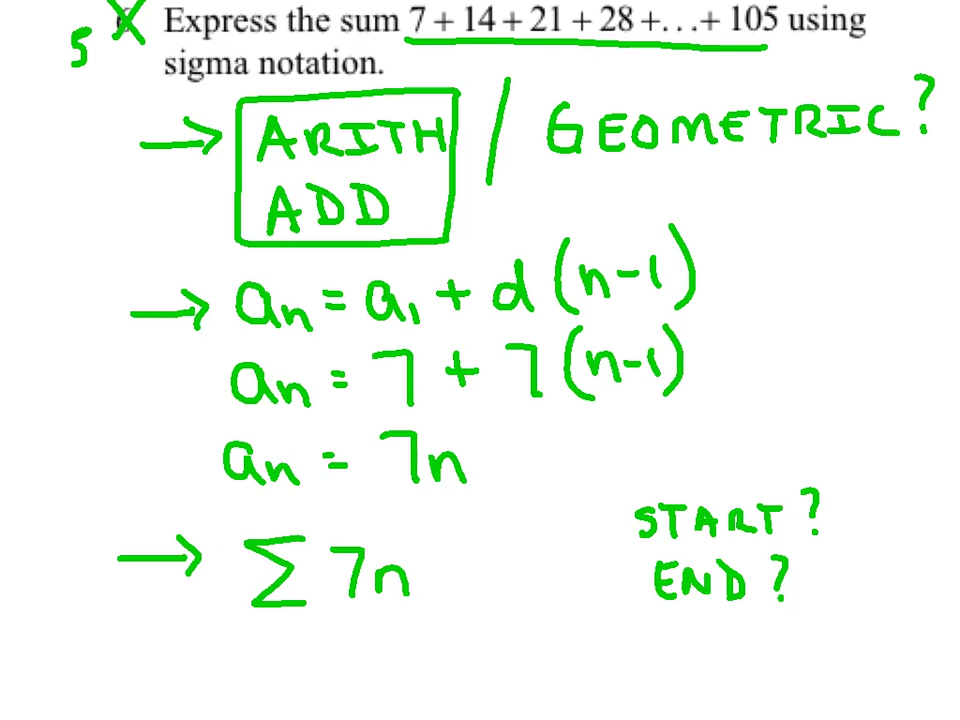 5 Express the sum 7 + 14 + 21 + 28 +...+ 105 using
sigma notation.
→ ARITH / GEOMETRIC?
ADD
→ aₙ = a₁ + d(n-1)
aₙ = 7 + 7(n-1)
aₙ = 7n
START?
→ Σ 7n
END?